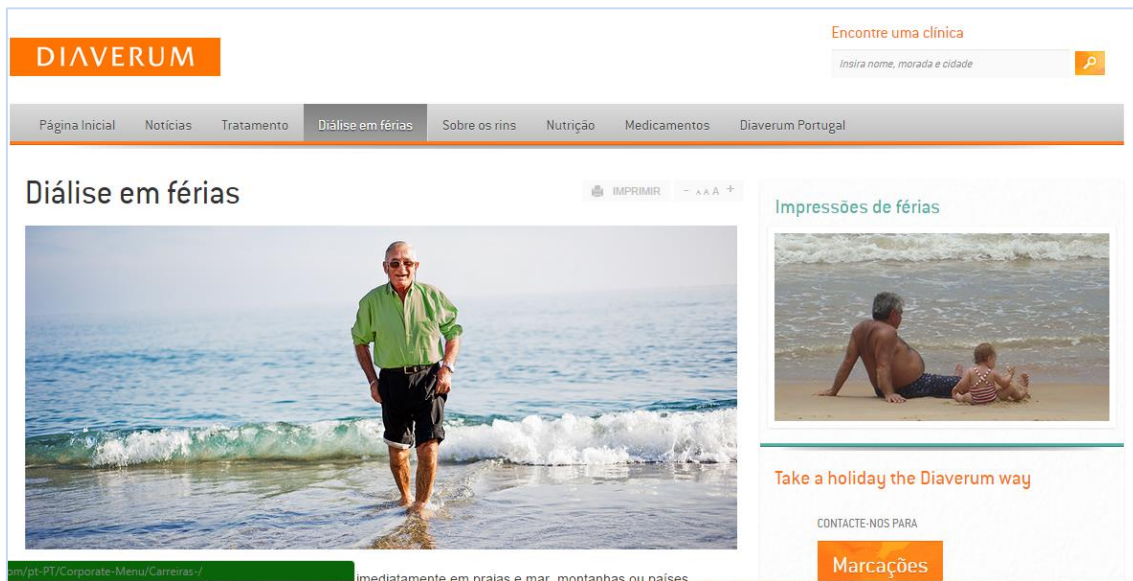 DIAVERUM
Encontre uma clínica
Insira nome, morada e cidade
Página Inicial Notícias Tratamento Diálise em férias Sobre os rins Nutrição Medicamentos Diaverum Portugal
Diálise em férias
IMPRIMIR - A A A +
Impressões de férias
Take a holiday the Diaverum way
CONTACTE-NOS PARA
Marcações
om/pt-PT/Corporate-Menu/Carreiras-/
imediatamente em praias e mar, montanhas ou países